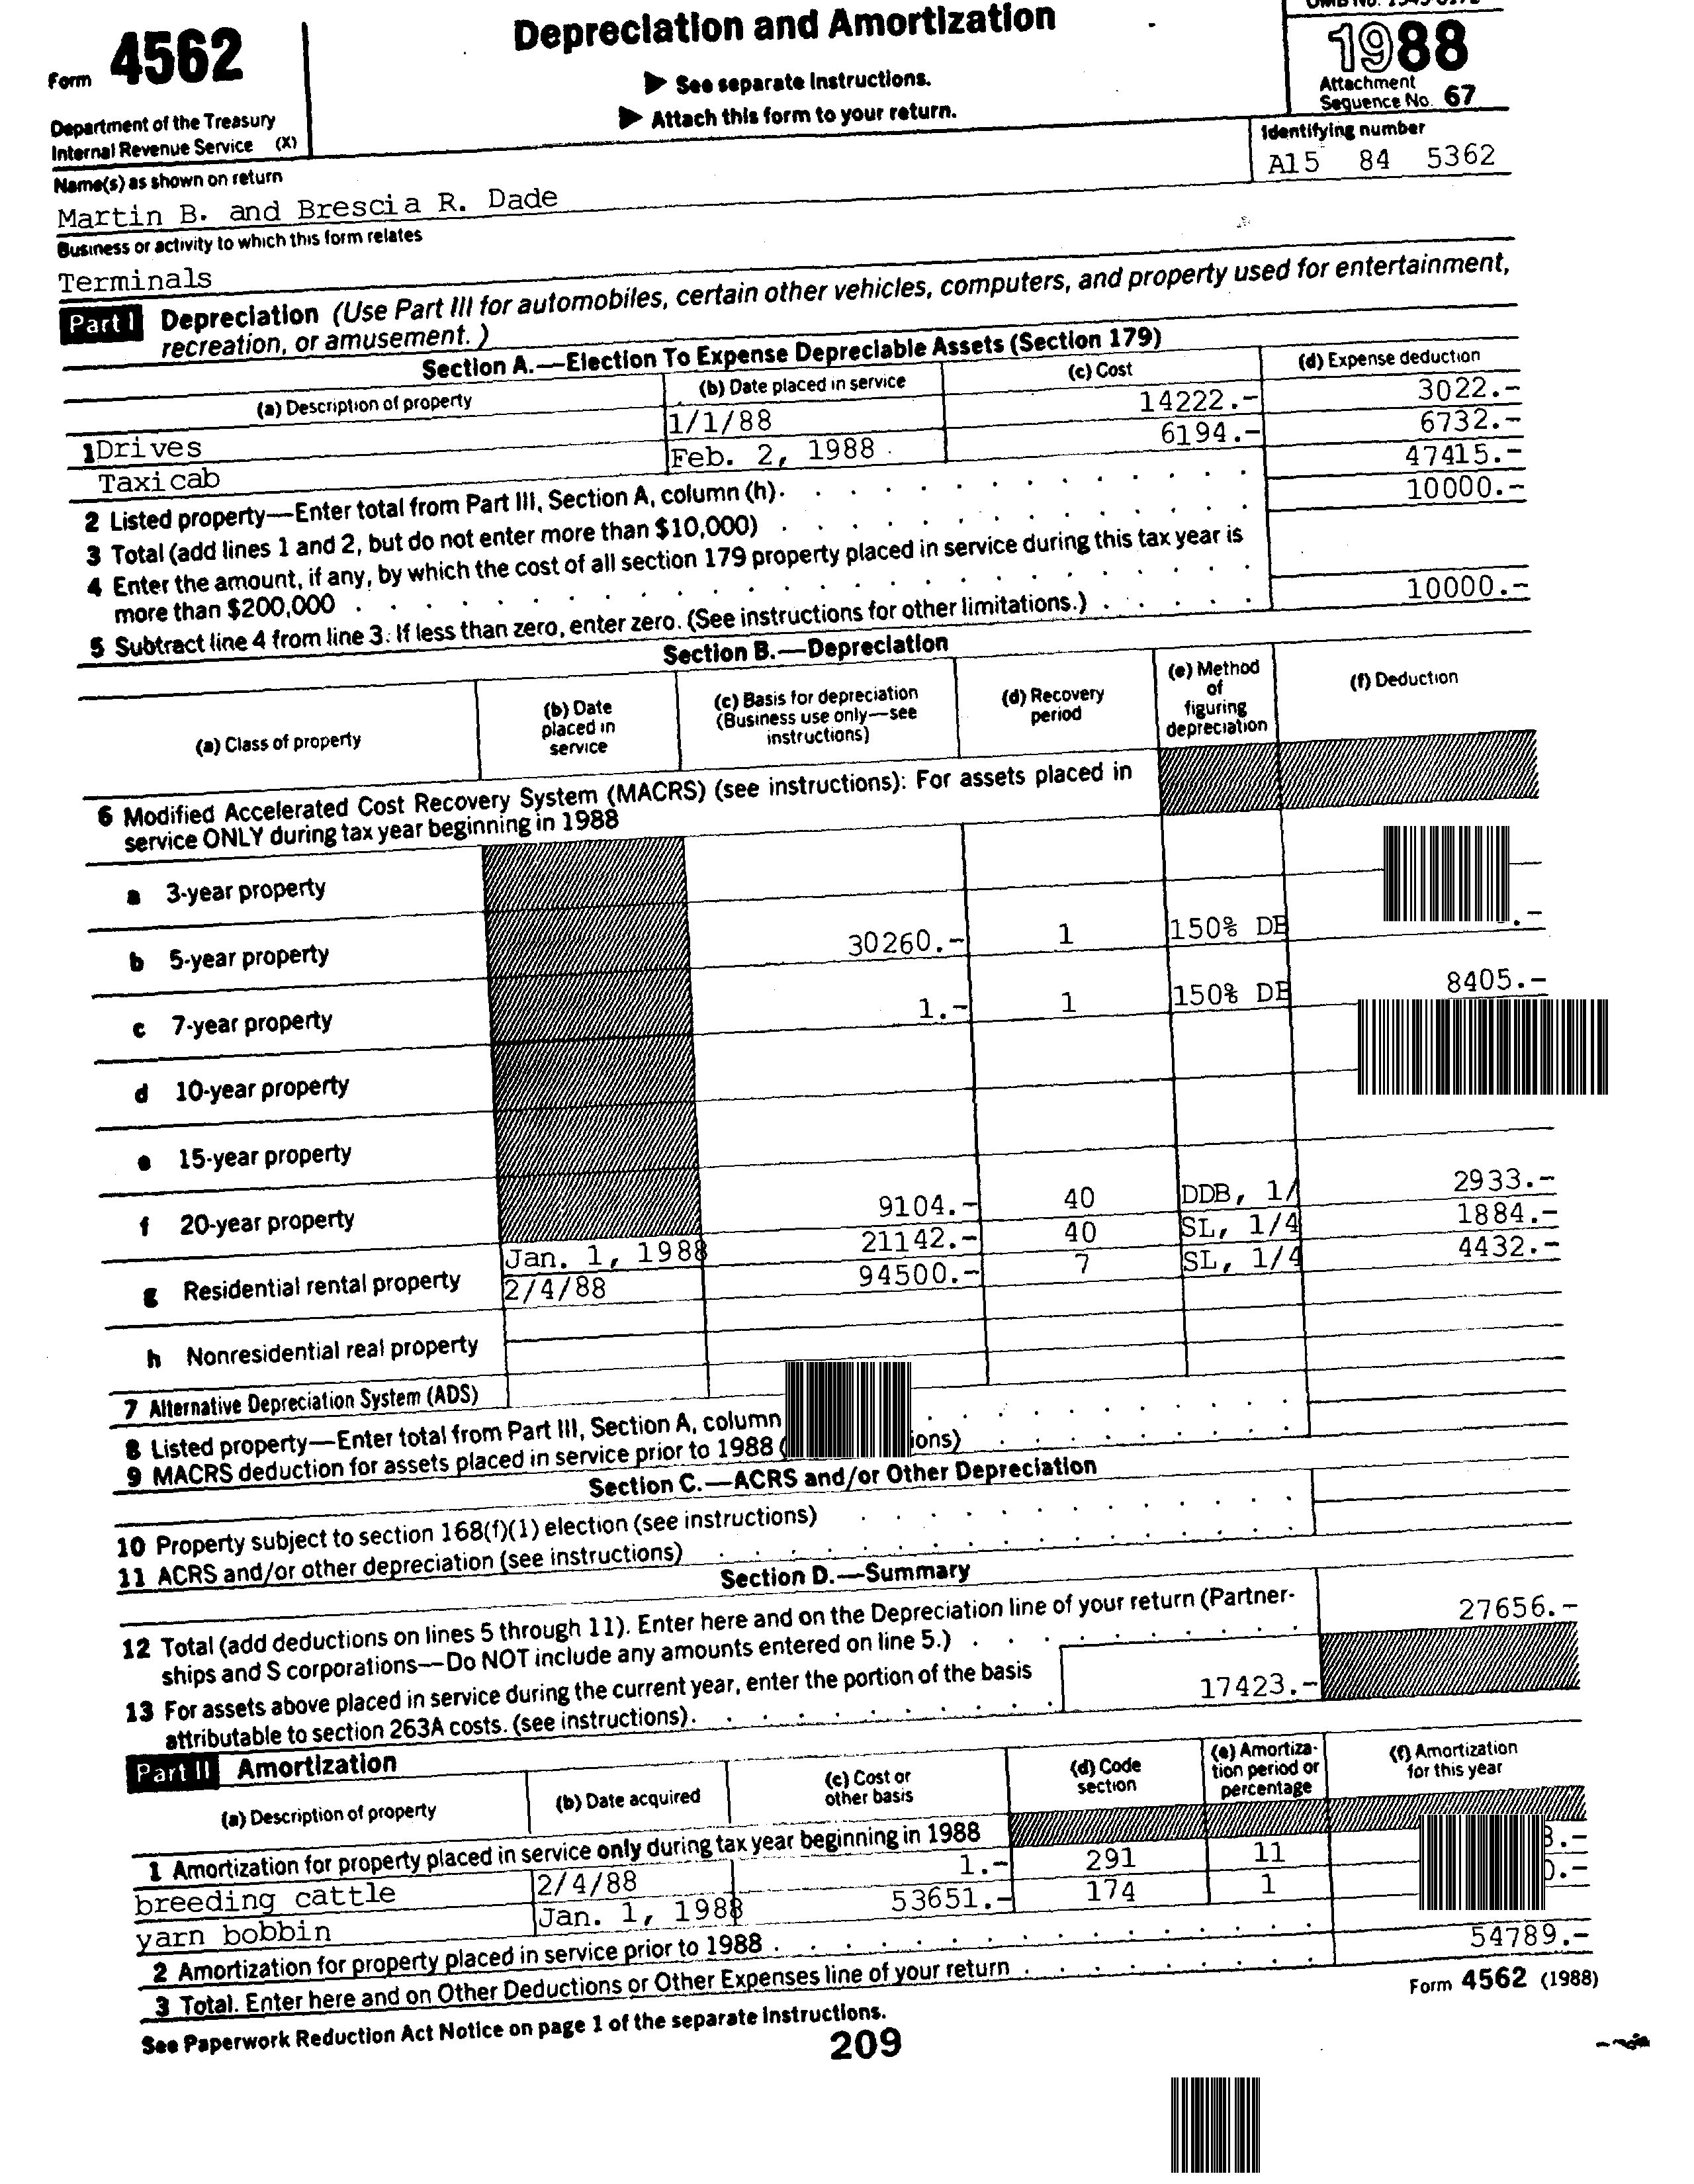 Form 4562
Department of the Treasury
Internal Revenue Service (X)
Depreciation and Amortization
▶ See separate Instructions.
▶ Attach this form to your return.
1988
Attachment
Sequence No. 67
Name(s) as shown on return
Martin B. and Brescia R. Dade
Identifying number
A15 84 5362
Business or activity to which this form relates
Terminals
Part I Depreciation (Use Part III for automobiles, certain other vehicles, computers, and property used for entertainment,
recreation, or amusement.)
Section A.—Election To Expense Depreciable Assets (Section 179)
(a) Description of property (b) Date placed in service (c) Cost (d) Expense deduction
1 Drives 1/1/88 14222.- 3022.-
Taxicab Feb. 2, 1988 6194.- 6732.-
2 Listed property—Enter total from Part III, Section A, column (h). 47415.-
3 Total (add lines 1 and 2, but do not enter more than $10,000) 10000.-
4 Enter the amount, if any, by which the cost of all section 179 property placed in service during this tax year is
more than $200,000
5 Subtract line 4 from line 3. If less than zero, enter zero. (See instructions for other limitations.) 10000.-
Section B.—Depreciation
(a) Class of property
(b) Date
placed in
service
(c) Basis for depreciation
(Business use only—see
instructions)
(d) Recovery
period
(e) Method
of
figuring
depreciation
(f) Deduction
6 Modified Accelerated Cost Recovery System (MACRS) (see instructions): For assets placed in
service ONLY during tax year beginning in 1988
a 3-year property
b 5-year property 30260.- 1 150% DB .-
c 7-year property 1.- 1 150% DB 8405.-
d 10-year property
e 15-year property
f 20-year property 9104.- 40 DDB, 1/ 2933.-
g Residential rental property Jan. 1, 1988 21142.- 40 SL, 1/4 1884.-
2/4/88 94500.- 7 SL, 1/4 4432.-
h Nonresidential real property
7 Alternative Depreciation System (ADS)
8 Listed property—Enter total from Part III, Section A, column
9 MACRS deduction for assets placed in service prior to 1988 ( ions)
Section C.—ACRS and/or Other Depreciation
10 Property subject to section 168(f)(1) election (see instructions)
11 ACRS and/or other depreciation (see instructions)
Section D.—Summary
12 Total (add deductions on lines 5 through 11). Enter here and on the Depreciation line of your return (Partner-
ships and S corporations—Do NOT include any amounts entered on line 5.) 27656.-
13 For assets above placed in service during the current year, enter the portion of the basis
attributable to section 263A costs. (see instructions). 17423.-
Part II Amortization
(a) Description of property
(b) Date acquired
(c) Cost or
other basis
(d) Code
section
(e) Amortiza-
tion period or
percentage
(f) Amortization
for this year
1 Amortization for property placed in service only during tax year beginning in 1988
breeding cattle 2/4/88 1.- 291 11 3.-
yarn bobbin Jan. 1, 1988 53651.- 174 1 0.-
2 Amortization for property placed in service prior to 1988
3 Total. Enter here and on Other Deductions or Other Expenses line of your return 54789.-
See Paperwork Reduction Act Notice on page 1 of the separate Instructions.
Form 4562 (1988)
209